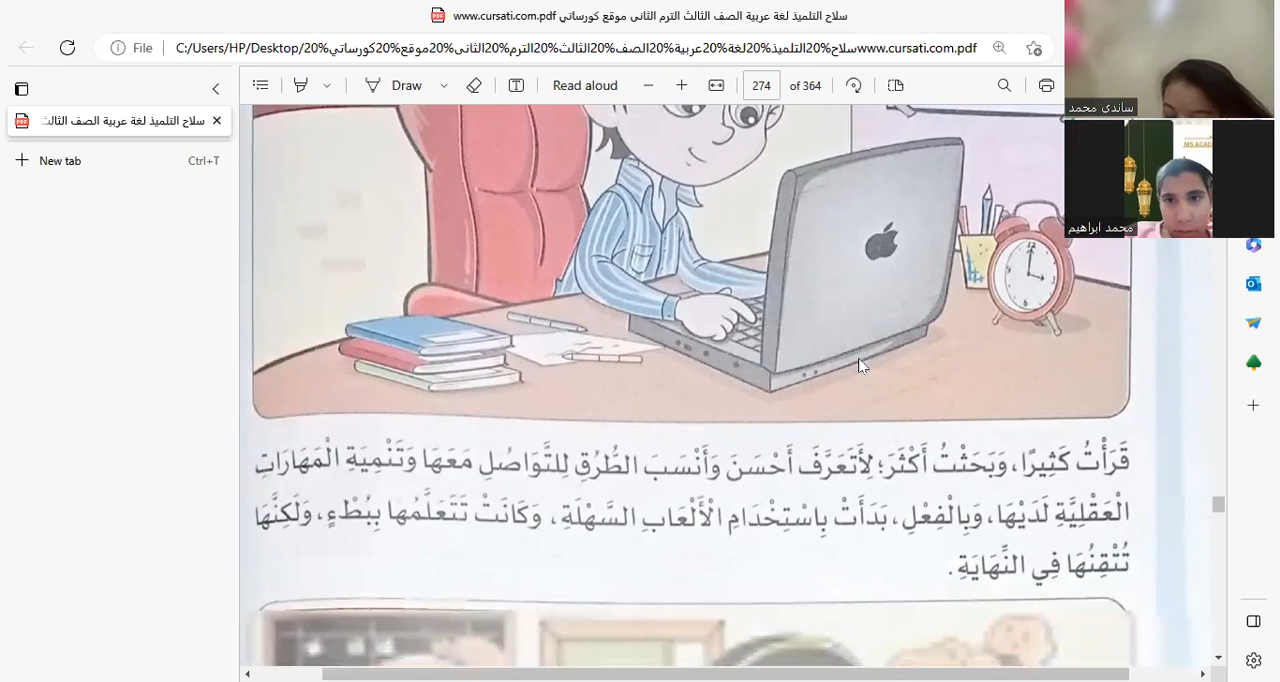 سلاح التلميذ لغة عربية الصف الثالث الترم الثانى موقع كورساتي www.cursati.com.pdf
File
C:/Users/HP/Desktop/سلاح%20التلميذ%20لغة%20عربية%20الصف%20الثالث%20الترم%20الثانى%20موقع%20كورساتي%20www.cursati.com.pdf
Draw
Read aloud
274 of 364
سلاح التلميذ لغة عربية الصف الثالث
New tab
Ctrl+T
ساندي محمد
محمد ابراهيم
قَرَأْتُ كَثِيرًا، وَبَحَثْتُ أَكْثَرَ؛ لِأَتَعَرَّفَ أَحْسَنَ وَأَنْسَبَ الطُّرُقِ لِلتَّوَاصُلِ مَعَهَا وَتَنْمِيَةِ الْمَهَارَاتِ
الْعَقْلِيَّةِ لَدَيْهَا، وَبِالْفِعْلِ، بَدَأَتْ بِاسْتِخْدَامِ الْأَلْعَابِ السَّهْلَةِ، وَكَانَتْ تَتَعَلَّمُهَا بِبُطْءٍ، وَلَكِنَّهَا
تُتْقِنُهَا فِي النِّهَايَةِ.